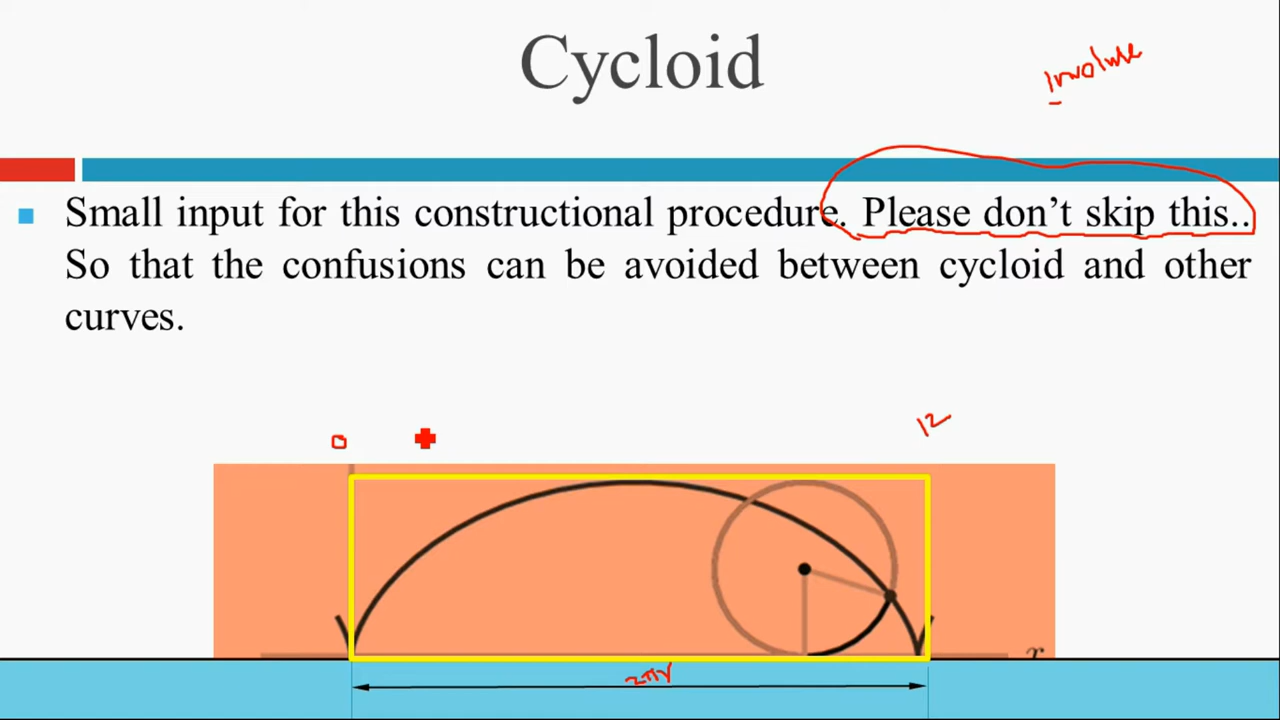 Cycloid
Involute
Small input for this constructional procedure. Please don’t skip this..
So that the confusions can be avoided between cycloid and other
curves.
0
12
x
2πr